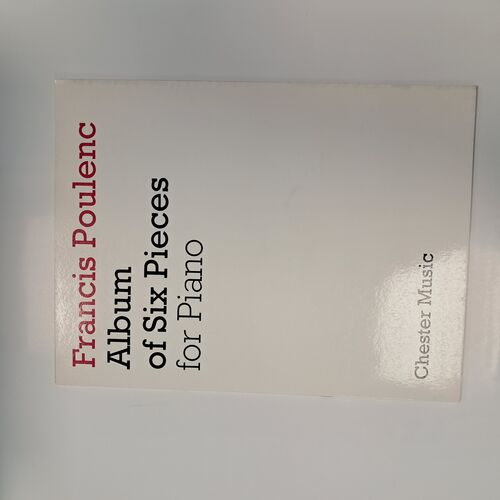 Francis Poulenc
Album
of Six Pieces
for Piano
Chester Music